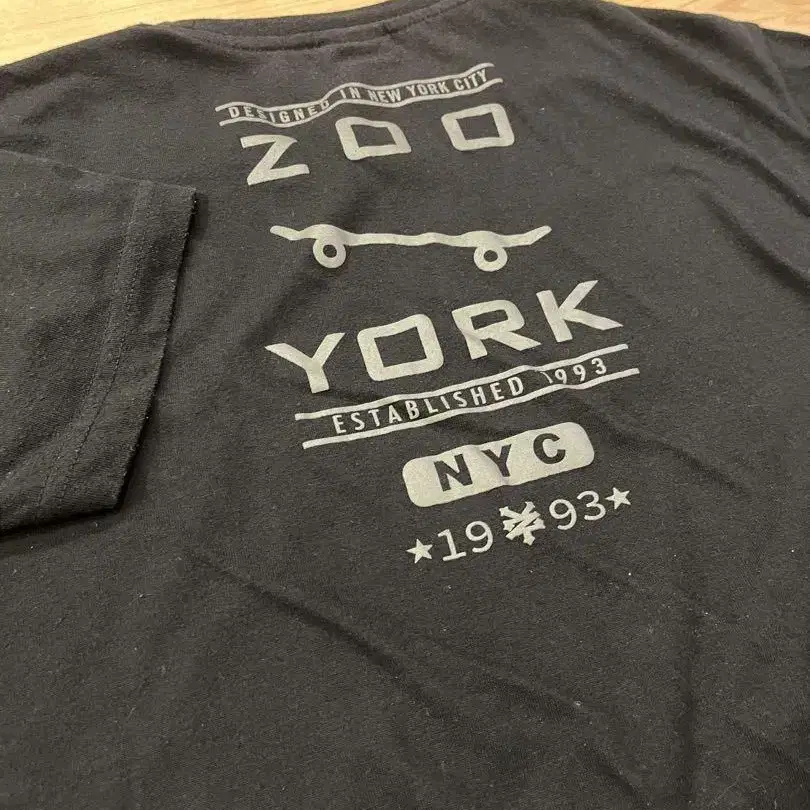 DESIGNED IN NEW YORK CITY
ZOO
YORK
ESTABLISHED 1993
NYC
★19 93★